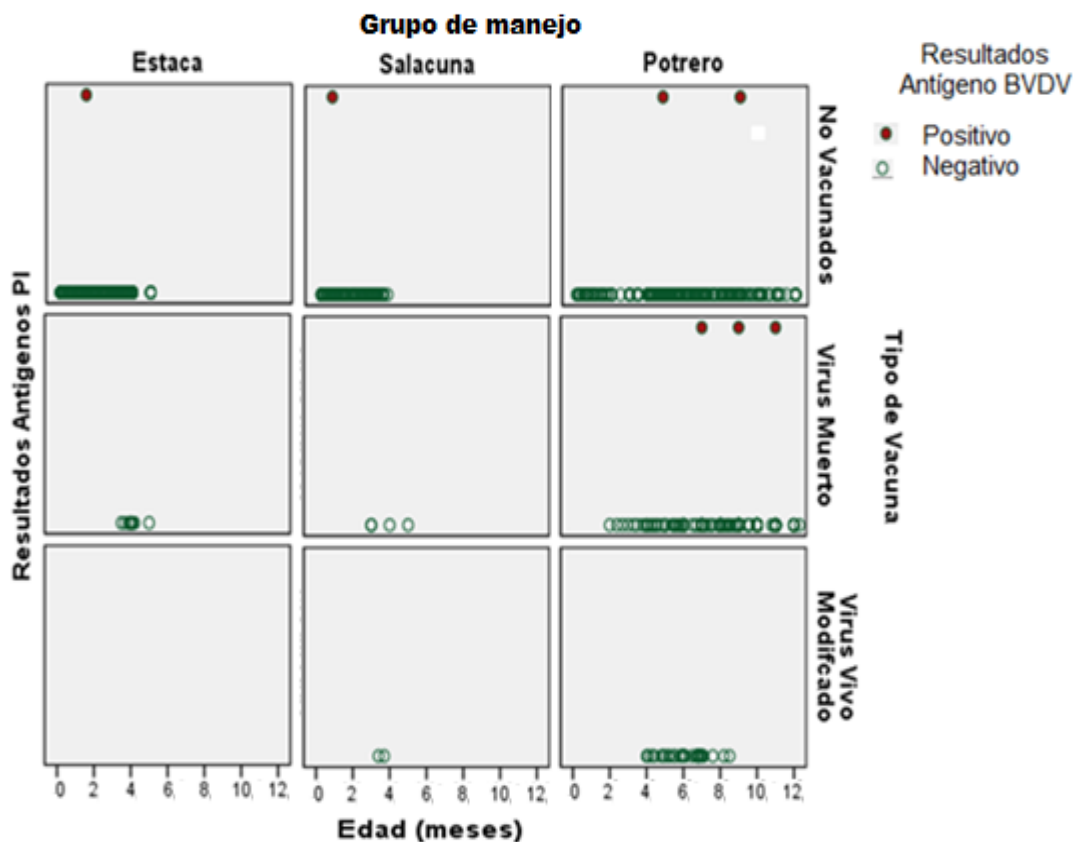 Grupo de manejo
Estaca
Salacuna
Potrero
Resultados
Antígeno BVDV
Positivo
Negativo
No Vacunados
Virus Muerto
Virus Vivo
Modifcado
Tipo de Vacuna
Resultados Antigenos PI
0 2 4 6 8 10, 12,
0 2 4 6 8 10, 12,
0 2, 4, 6, 8, 10, 12,
Edad (meses)